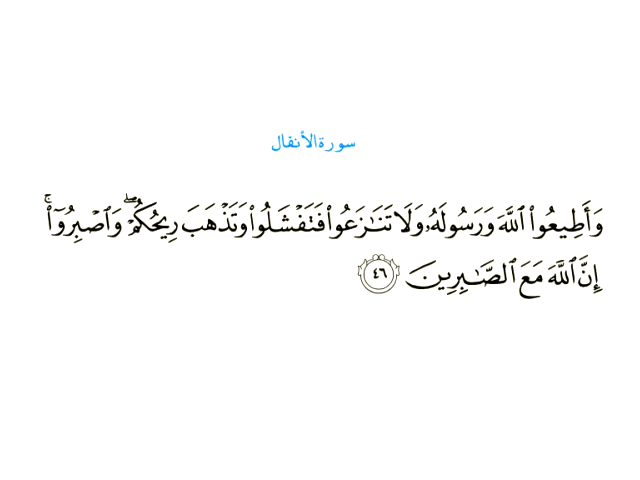 سورة الأنفال
وَأَطِيعُوا۟ ٱللَّهَ وَرَسُولَهُۥ وَلَا تَنَٰزَعُوا۟ فَتَفْشَلُوا۟ وَتَذْهَبَ رِيحُكُمْ ۖ وَٱصْبِرُوٓا۟ ۚ
إِنَّ ٱللَّهَ مَعَ ٱلصَّٰبِرِينَ ٤٦